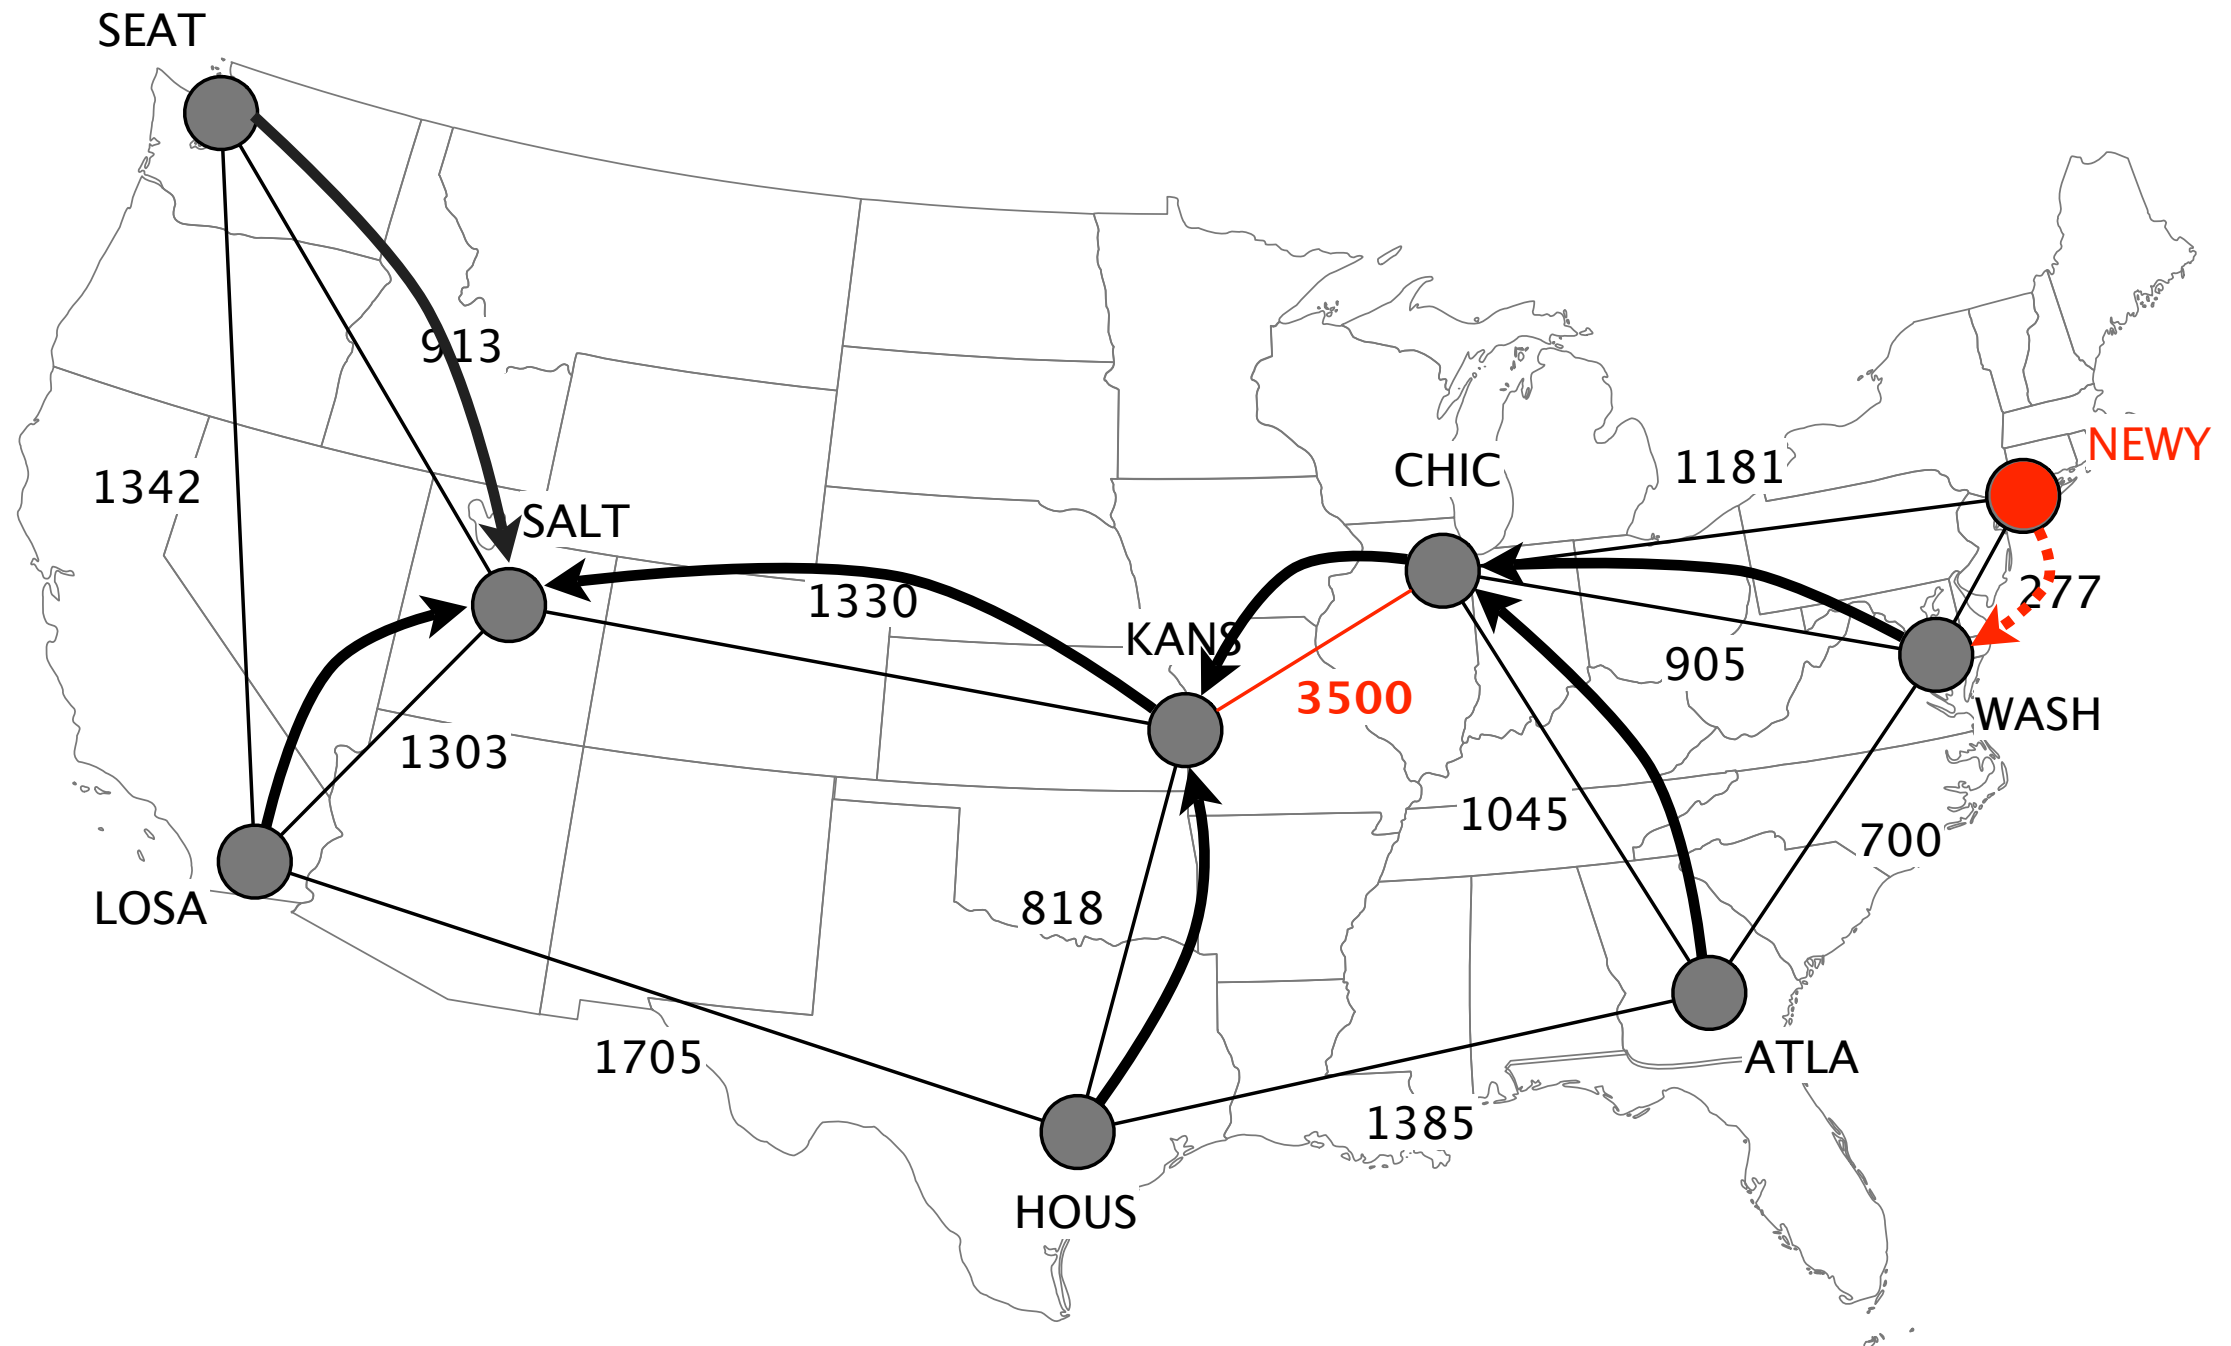 SEAT
913
NEWY
1181
CHIC
1342
SALT
277
1330
KANS
905
3500
WASH
1303
1045
700
818
LOSA
1705
ATLA
1385
HOUS